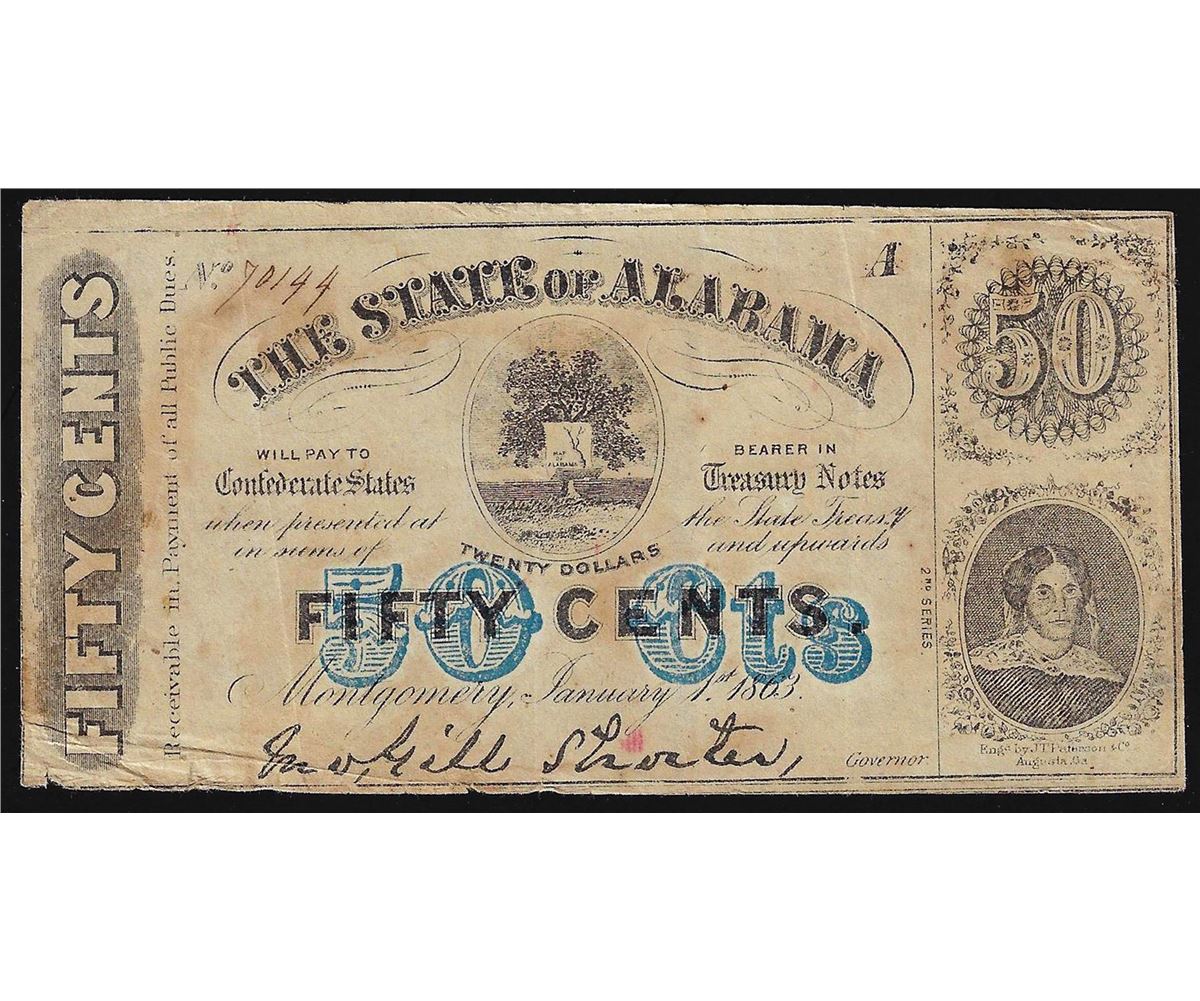 FIFTY CENTS
Receivable in Payment of all Public Dues.
No 70144
A
THE STATE OF ALABAMA
50
MAP OF
ALABAMA
WILL PAY TO BEARER IN
Confederate States Treasury Notes
when presented at the State Treas.y
in sums of TWENTY DOLLARS and upwards
50 Cts
FIFTY CENTS.
2ND SERIES
Montgomery, January 1st 1863.
Jno, Gill Shorter, Governor
Engd by J.T. Paterson & Co
Augusta, Ga